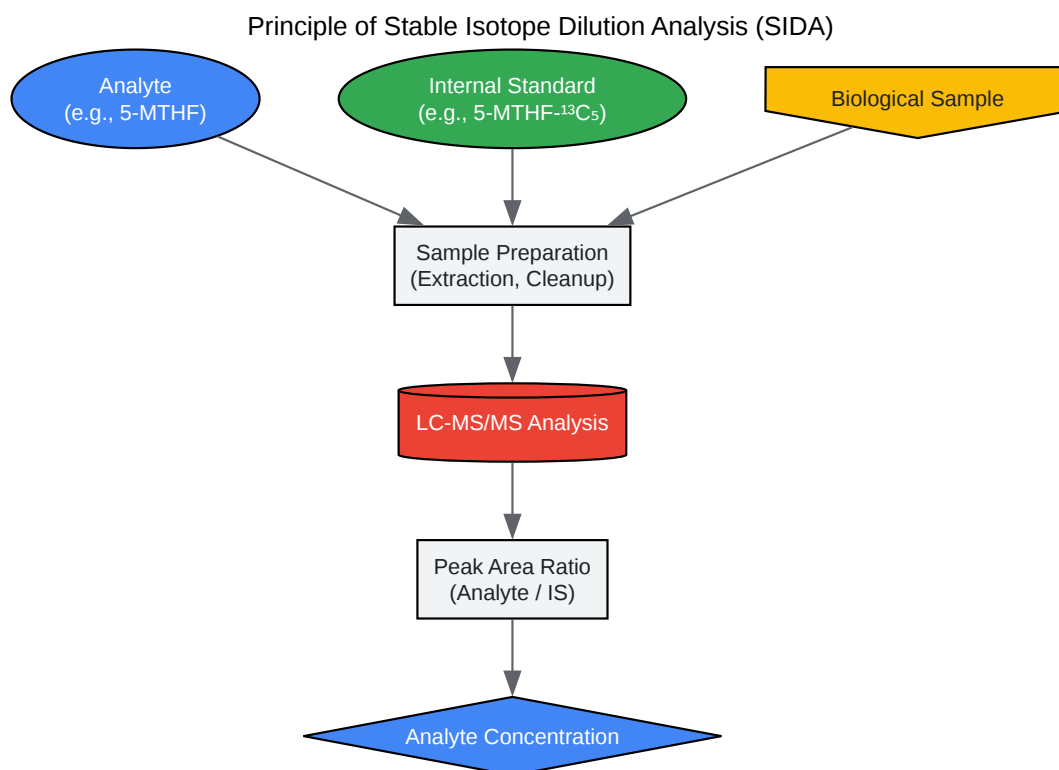 Principle of Stable Isotope Dilution Analysis (SIDA)
Analyte
(e.g., 5-MTHF)
Internal Standard
(e.g., 5-MTHF-¹³C₅)
Biological Sample
Sample Preparation
(Extraction, Cleanup)
LC-MS/MS Analysis
Peak Area Ratio
(Analyte / IS)
Analyte Concentration